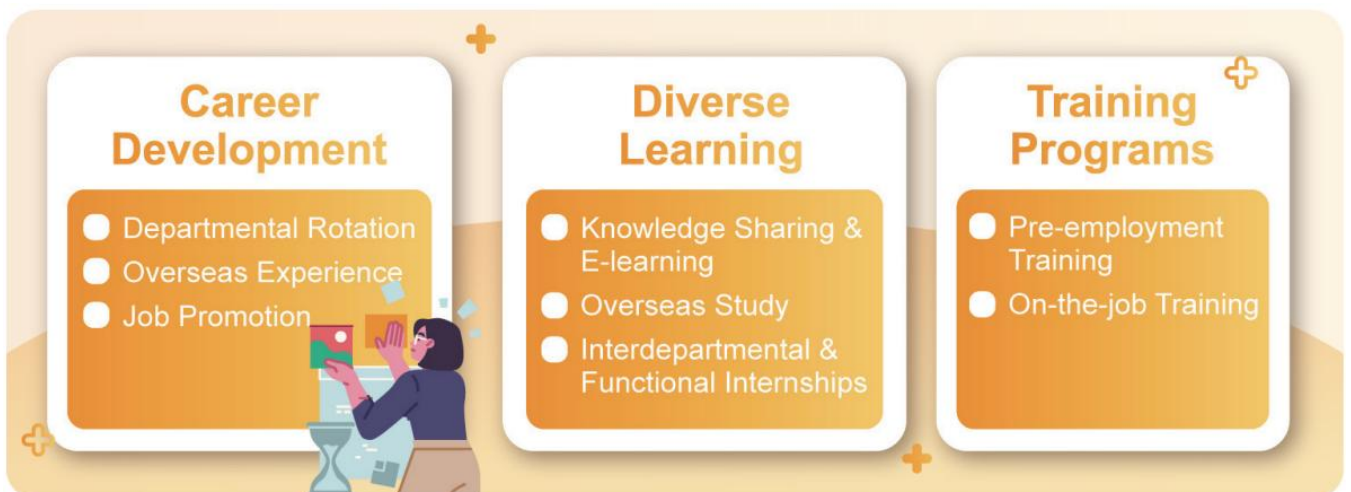 Career
Development
Departmental Rotation
Overseas Experience
Job Promotion
Diverse
Learning
Knowledge Sharing &
E-learning
Overseas Study
Interdepartmental &
Functional Internships
Training
Programs
Pre-employment
Training
On-the-job Training